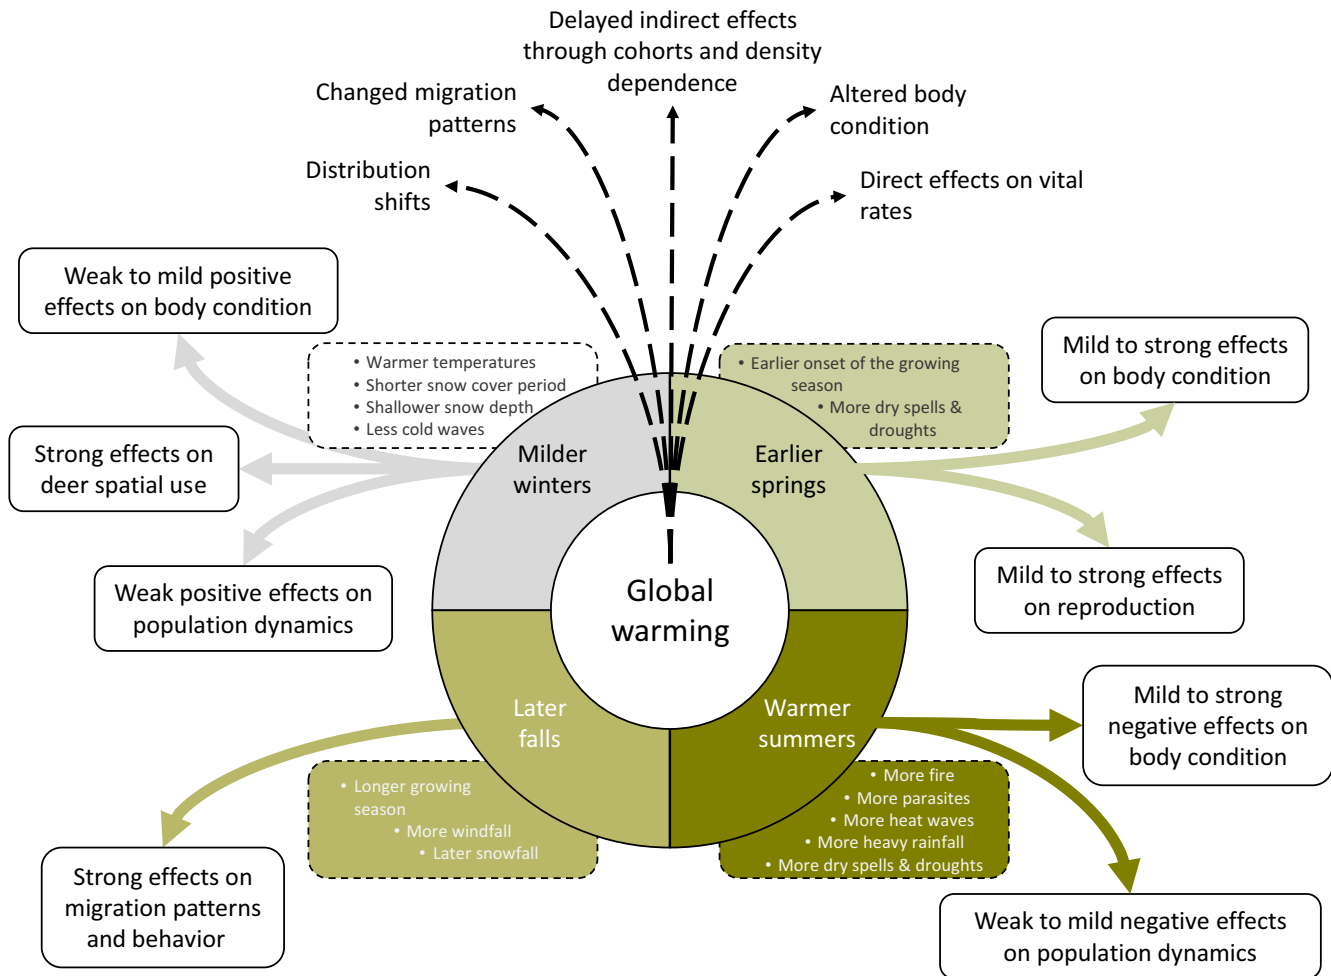 Delayed indirect effects
through cohorts and density
dependence
Changed migration
patterns
Altered body
condition
Distribution
shifts
Direct effects on vital
rates
Weak to mild positive
effects on body condition
• Warmer temperatures
• Shorter snow cover period
• Shallower snow depth
• Less cold waves
• Earlier onset of the growing
season
• More dry spells &
droughts
Mild to strong effects
on body condition
Strong effects on
deer spatial use
Milder
winters
Earlier
springs
Weak positive effects on
population dynamics
Mild to strong effects
on reproduction
Global
warming
Later
falls
Warmer
summers
Mild to strong
negative effects on
body condition
• Longer growing
season
• More windfall
• Later snowfall
• More fire
• More parasites
• More heat waves
• More heavy rainfall
• More dry spells & droughts
Strong effects on
migration patterns
and behavior
Weak to mild negative effects
on population dynamics